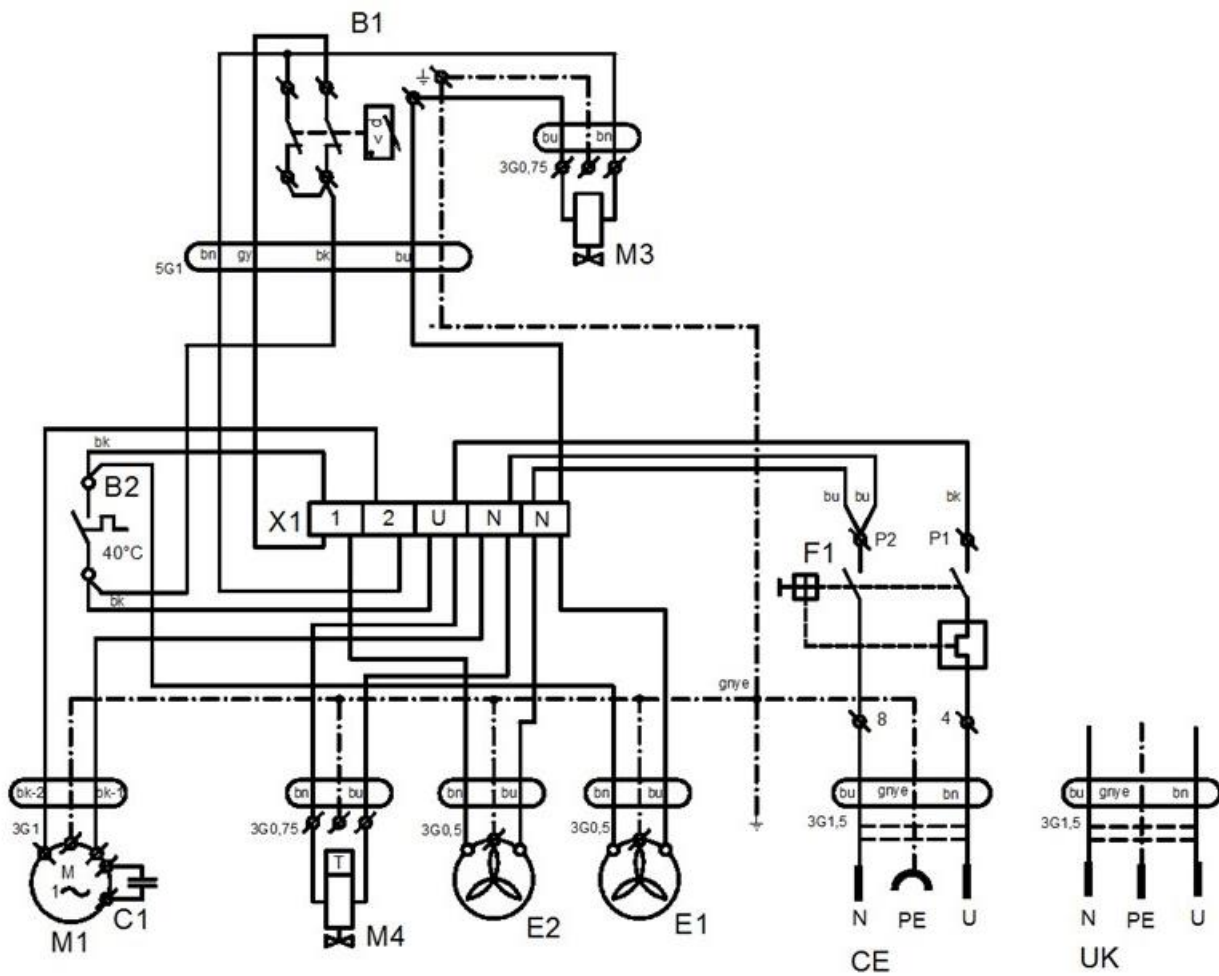 B1
bu bn
3G0,75
M3
bn gy bk bu
5G1
bk
B2
40°C
bk
X1 1 2 U N N
bu bu bk
P2 P1
F1
gnye
8 4
bk-2 bk-1
3G1
M
1
C1
M1
bn bu
3G0,75
T
M4
bn bu
3G0,5
E2
bn bu
3G0,5
E1
bu gnye bn
3G1,5
N PE U
CE
bu gnye bn
3G1,5
N PE U
UK